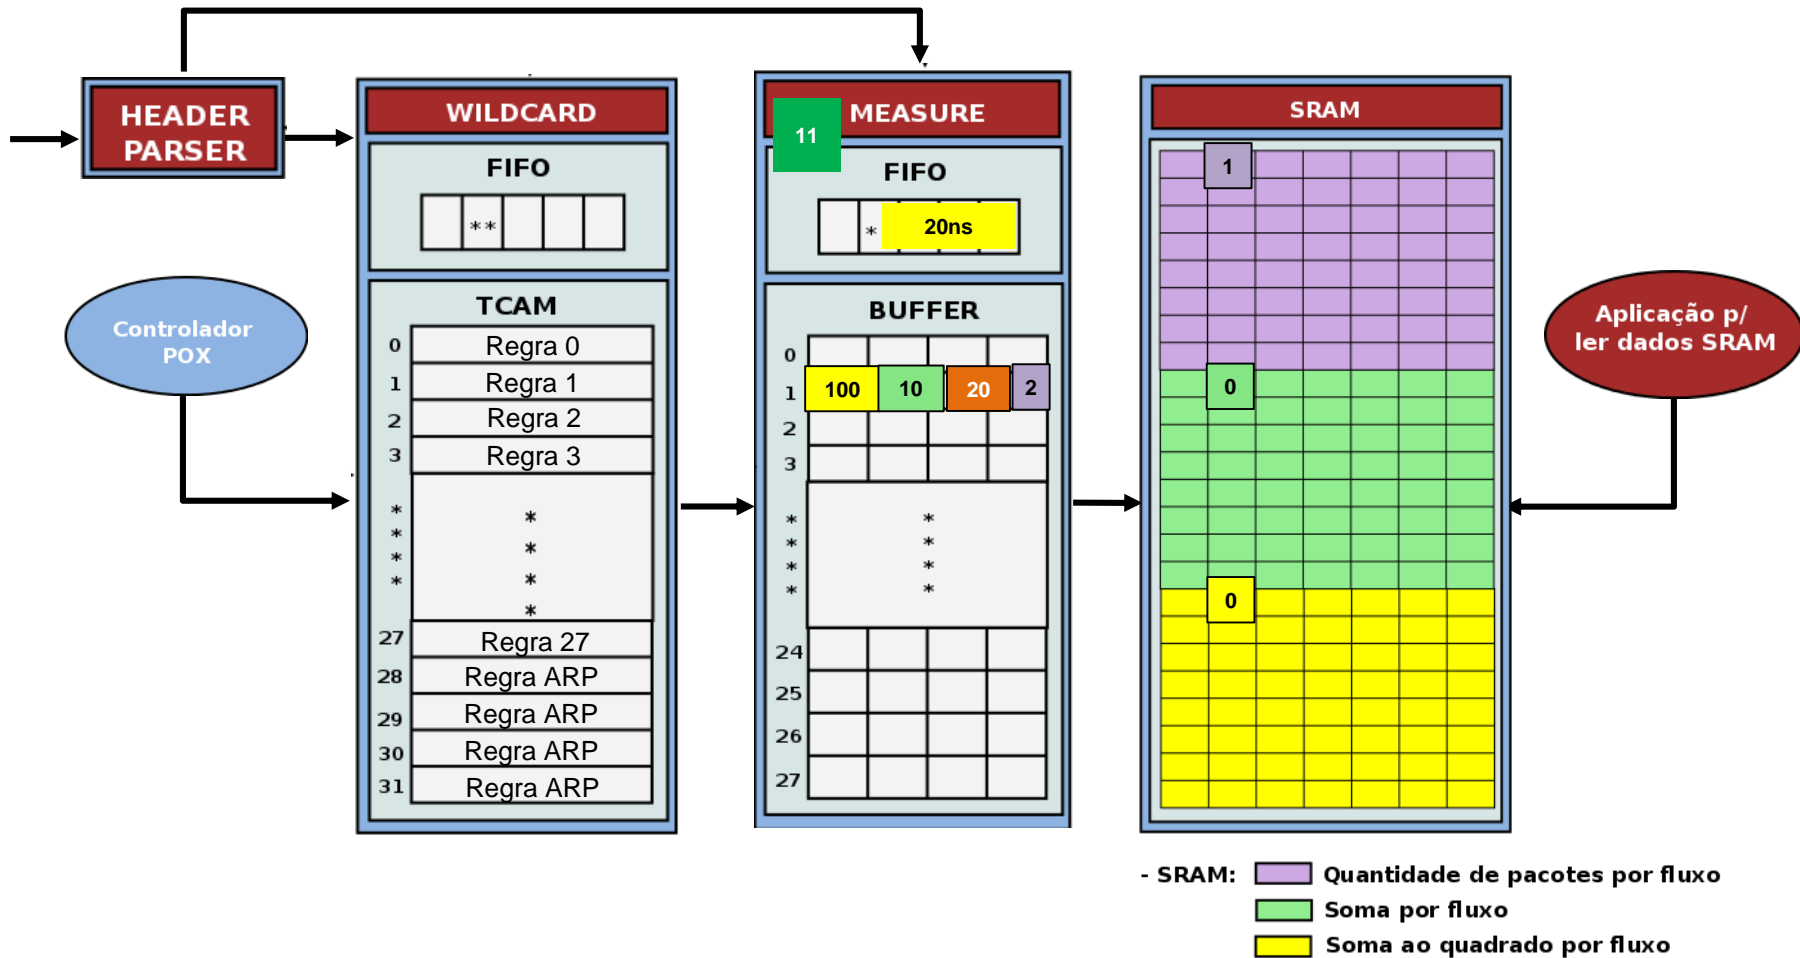 HEADER
PARSER
WILDCARD
FIFO
**
TCAM
0 Regra 0
1 Regra 1
2 Regra 2
3 Regra 3
* *
* *
* *
* *
27 Regra 27
28 Regra ARP
29 Regra ARP
30 Regra ARP
31 Regra ARP
Controlador
POX
MEASURE
11
FIFO
* 20ns
BUFFER
0
1 100 10 20 2
2
3
* *
* *
* *
* *
24
25
26
27
SRAM
1
0
0
Aplicação p/
ler dados SRAM
- SRAM: Quantidade de pacotes por fluxo
Soma por fluxo
Soma ao quadrado por fluxo